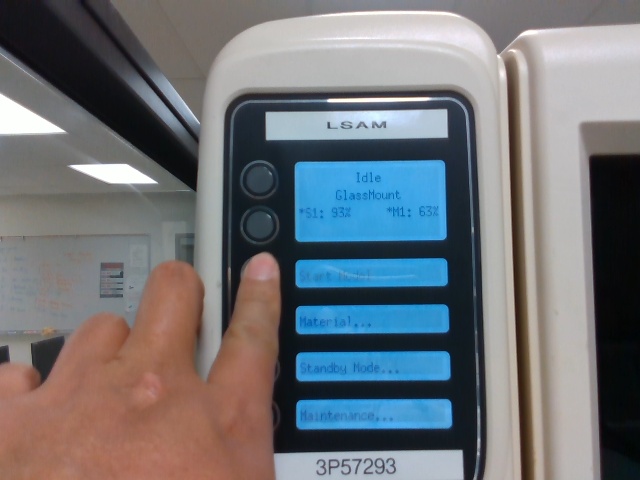 LSAM
Idle
GlassMount
*S1: 93% *M1: 63%
Start Model...
Material...
Standby Mode...
Maintenance...
3P57293